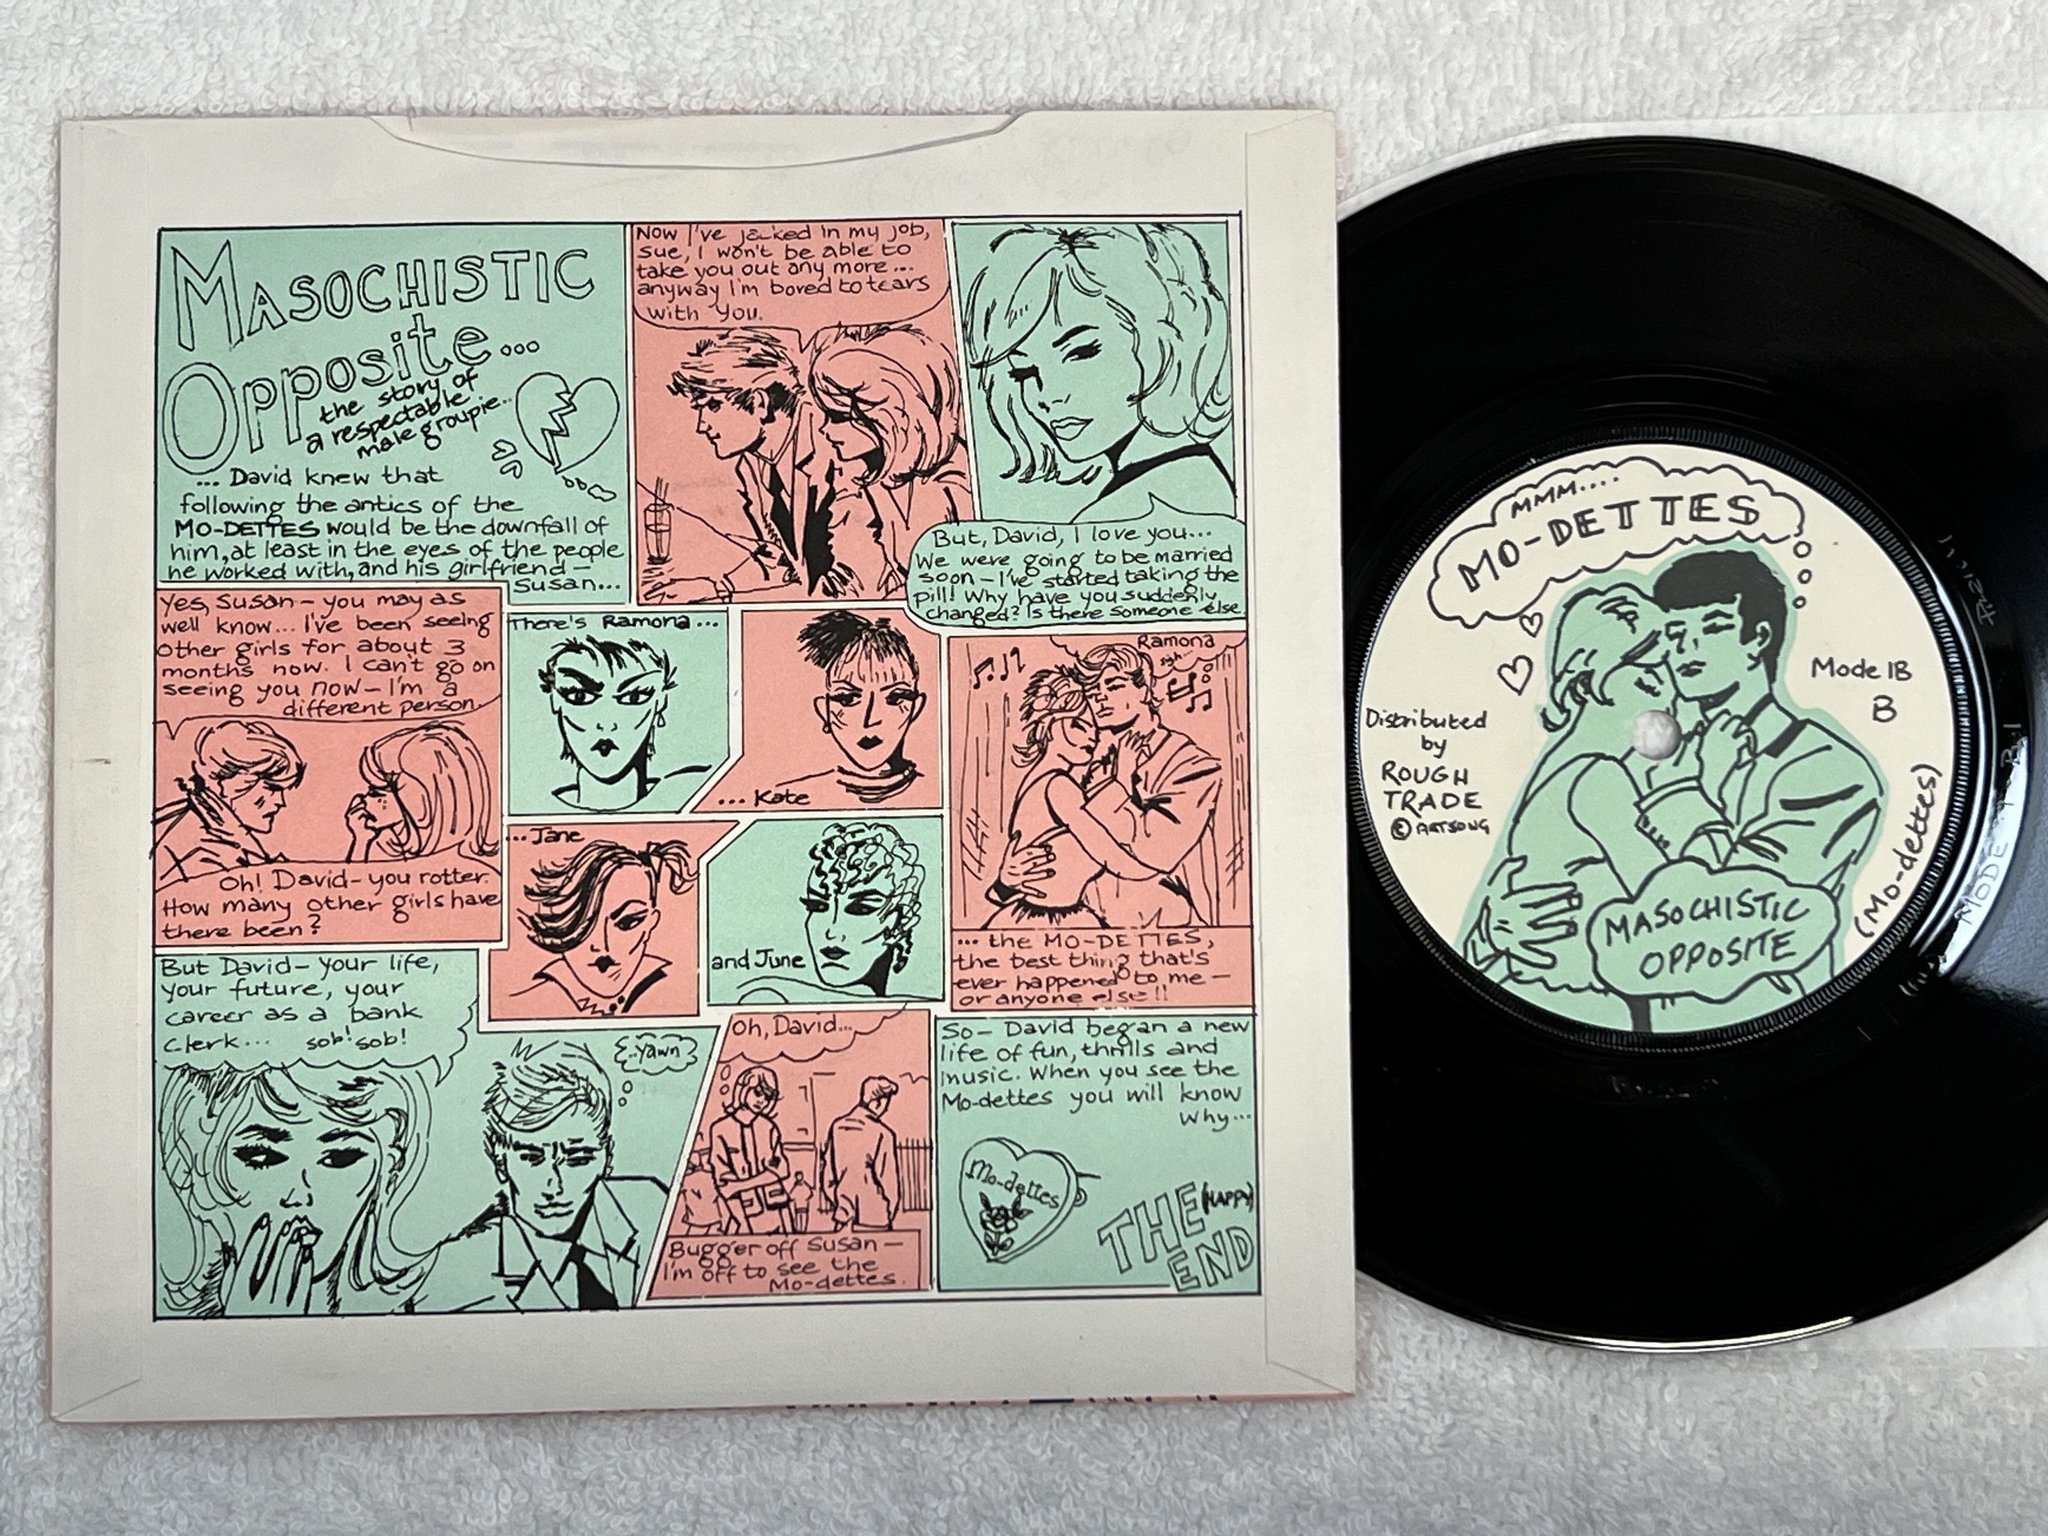 MASOCHISTIC
Opposite...
the story of
a respectable
male groupie...
... David knew that
following the antics of the
MO-DETTES would be the downfall of
him, at least in the eyes of the people
he worked with, and his girlfriend –
Susan...
Now I've jacked in my job,
Sue, I won't be able to
take you out any more...
anyway I'm bored to tears
with you.
But, David, I love you...
We were going to be married
soon – I've started taking the
pill! Why have you suddenly
changed? Is there someone else
Yes, Susan – you may as
well know... I've been seeing
other girls for about 3
months now. I can't go on
seeing you now – I'm a
different person.
Oh! David – you rotter.
How many other girls have
there been?
There's Ramona...
... Kate
... Jane
and June
Ramona
sigh...
... the MO-DETTES,
the best thing that's
ever happened to me –
or anyone else!!
But David – your life,
your future, your
career as a bank
clerk... sob! sob!
..yawn
Oh, David...
Bugger off Susan –
I'm off to see the
Mo-dettes.
So – David began a new
life of fun, thrills and
music. When you see the
Mo-dettes you will know
why...
Mo-dettes
THE (HAPPY)
END
MMM....
MO-DETTES
Mode 1B
B
Distributed
by
ROUGH
TRADE
© ARTSONG
MASOCHISTIC
OPPOSITE
(Mo-dettes)